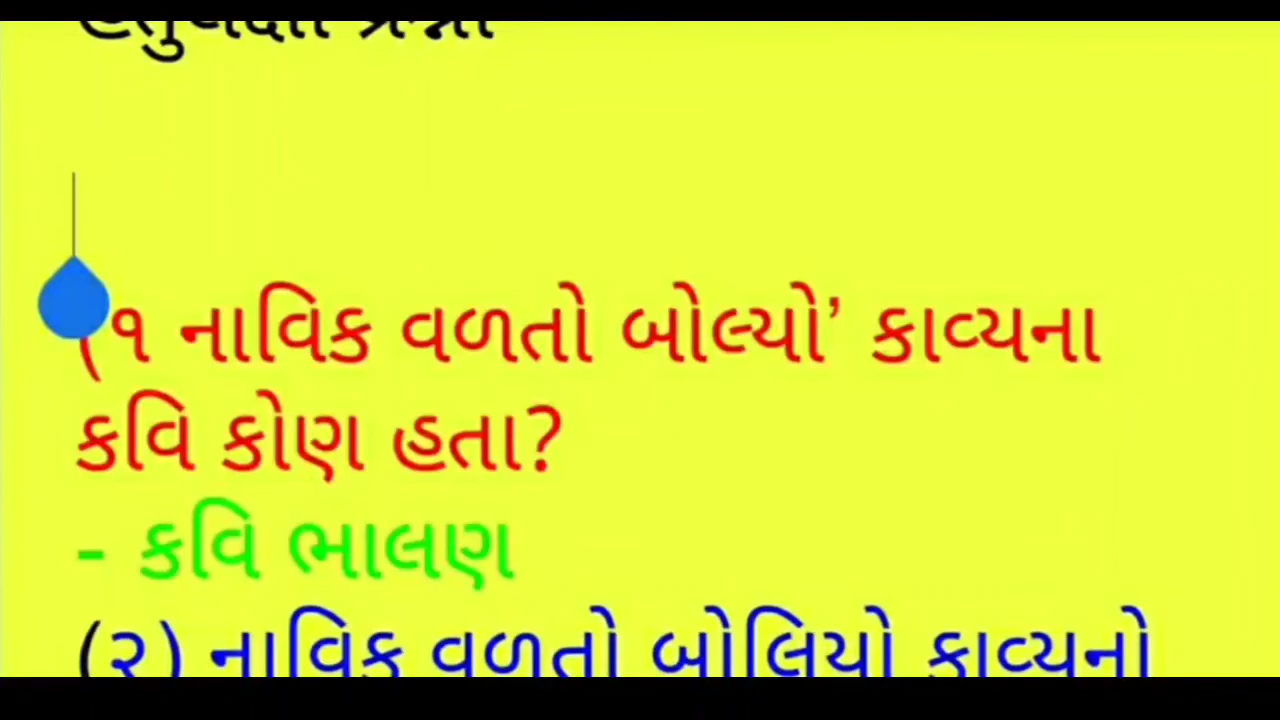 (૧ નાવિક વળતો બોલ્યો’ કાવ્યના
કવિ કોણ હતા?
- કવિ ભાલણ
(૨) નાવિક વળતો બોલિયો કાવ્યનો